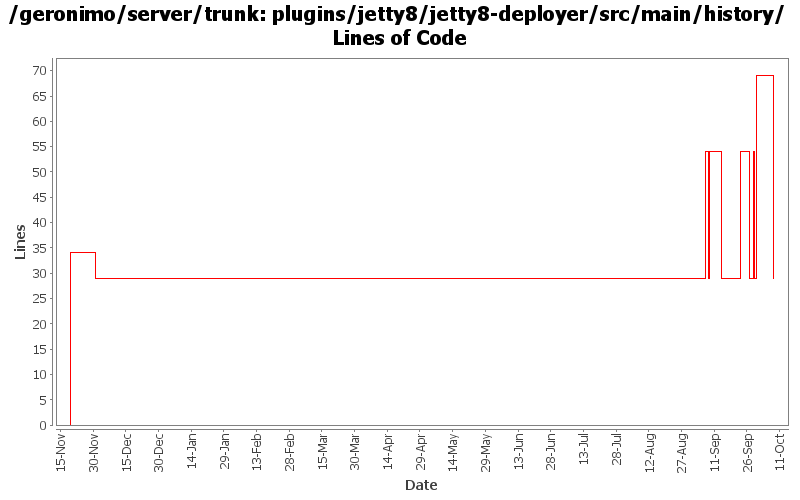 /geronimo/server/trunk: plugins/jetty8/jetty8-deployer/src/main/history/
Lines of Code
70
65
60
55
50
45
40
35
30
25
20
15
10
5
0
Lines
15-Nov
30-Nov
15-Dec
30-Dec
14-Jan
29-Jan
13-Feb
28-Feb
15-Mar
30-Mar
14-Apr
29-Apr
14-May
29-May
13-Jun
28-Jun
13-Jul
28-Jul
12-Aug
27-Aug
11-Sep
26-Sep
11-Oct
Date